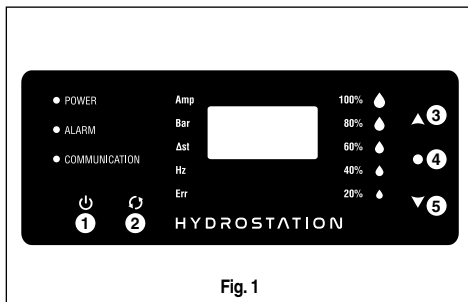 POWER
ALARM
COMMUNICATION
1
2
Amp
Bar
Δst
Hz
Err
100%
80%
60%
40%
20%
3
4
5
HYDROSTATION
Fig. 1